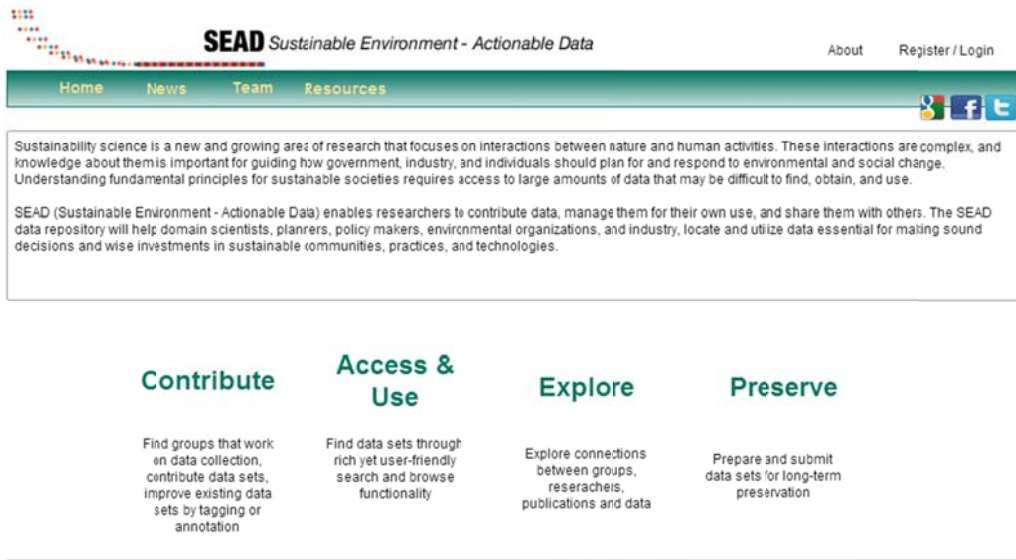 SEAD Sustainable Environment - Actionable Data
About Register / Login
Home News Team Resources
Sustainability science is a new and growing area of research that focuses on interactions between nature and human activities. These interactions are complex, and
knowledge about them is important for guiding how government, industry, and individuals should plan for and respond to environmental and social change.
Understanding fundamental principles for sustainable societies requires access to large amounts of data that may be difficult to find, obtain, and use.
SEAD (Sustainable Environment - Actionable Data) enables researchers to contribute data, manage them for their own use, and share them with others. The SEAD
data repository will help domain scientists, planners, policy makers, environmental organizations, and industry, locate and utilize data essential for making sound
decisions and wise investments in sustainable communities, practices, and technologies.
Contribute
Find groups that work
on data collection,
contribute data sets,
improve existing data
sets by tagging or
annotation
Access &
Use
Find data sets through
rich yet user-friendly
search and browse
functionality
Explore
Explore connections
between groups,
reserachers,
publications and data
Preserve
Prepare and submit
data sets for long-term
preservation